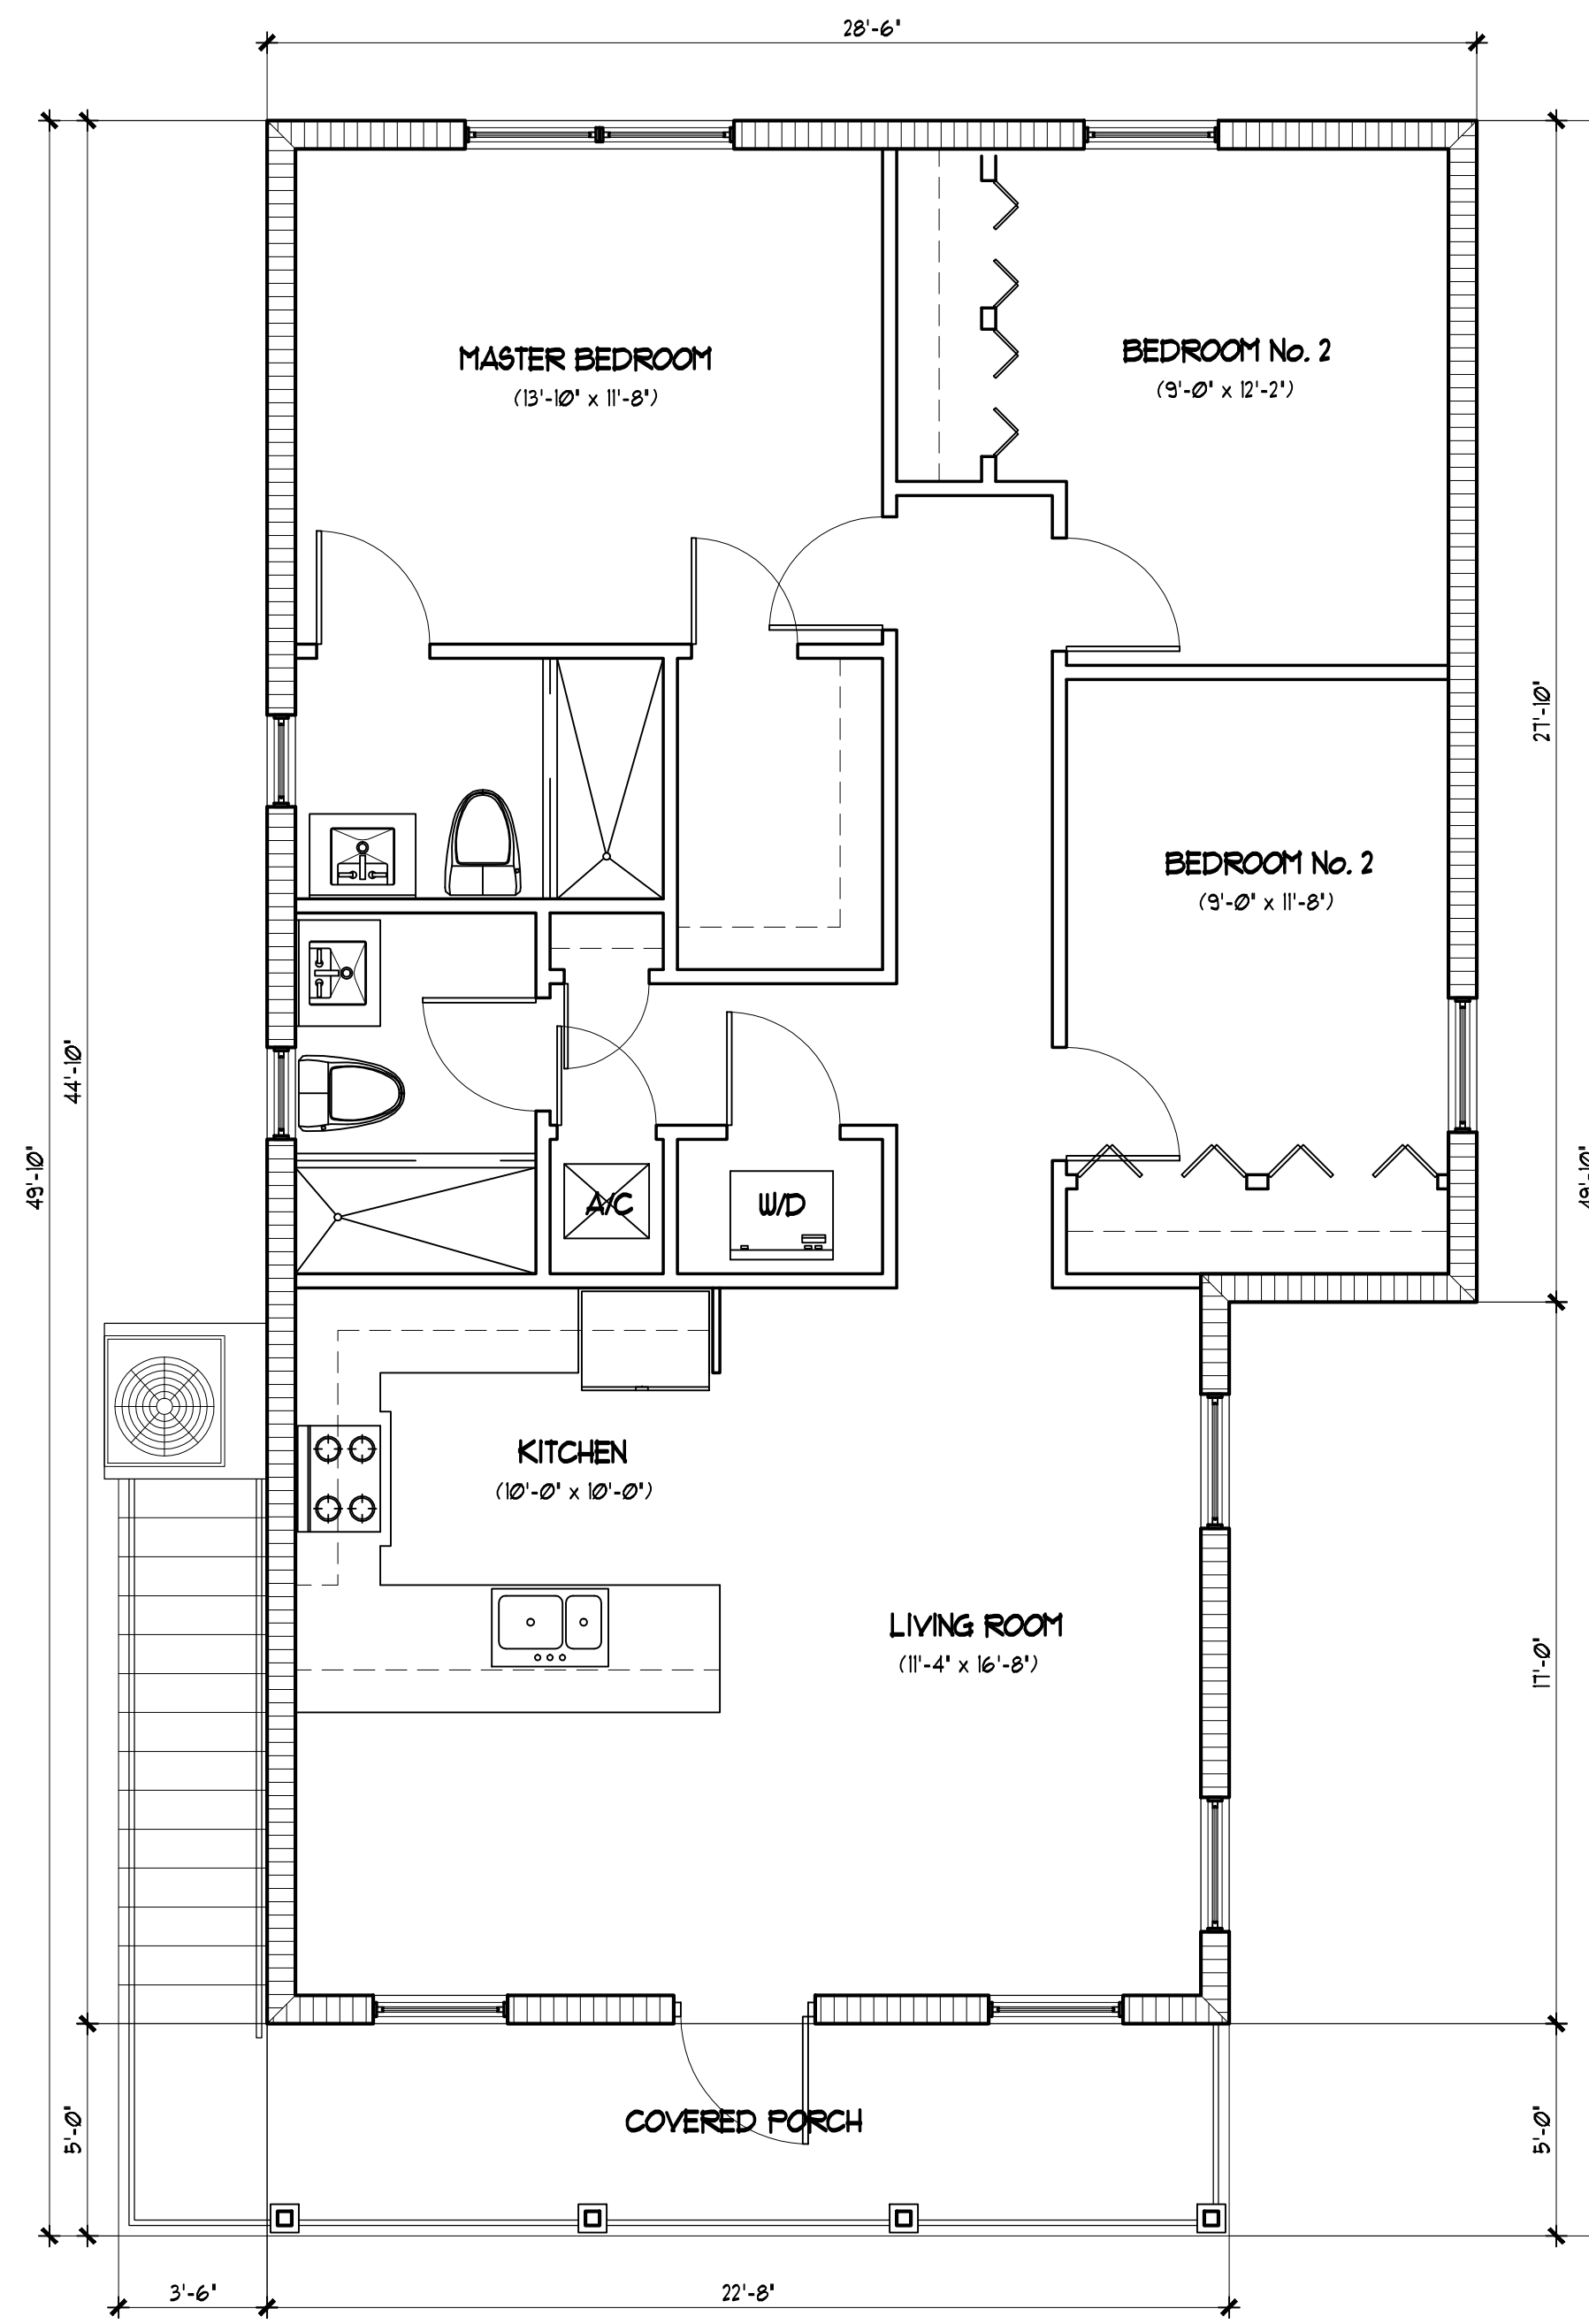 28'-6"
MASTER BEDROOM
(13'-10" x 11'-8")
BEDROOM No. 2
(9'-0" x 12'-2")
27'-10"
BEDROOM No. 2
(9'-0" x 11'-8")
44'-10"
49'-10"
49'-10"
A/C
W/D
KITCHEN
(10'-0" x 10'-0")
LIVING ROOM
(11'-4" x 16'-8")
17'-0"
COVERED PORCH
5'-0"
5'-0"
3'-6"
22'-8"